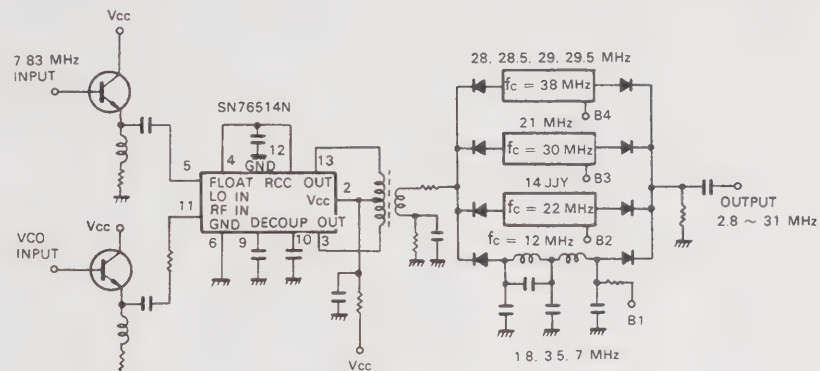 Vcc
7 83 MHz
INPUT
28, 28.5, 29, 29.5 MHz
fc = 38 MHz
B4
SN76514N
21 MHz
fc = 30 MHz
B3
4
12
GND
13
5
FLOAT RCC OUT
2
LO IN
Vcc
RF IN
11
GND DECOUP OUT
6
9
10
3
14 JJY
fc = 22 MHz
B2
OUTPUT
2.8 ~ 31 MHz
fc = 12 MHz
VCO
INPUT
Vcc
B1
Vcc
1 8, 3 5, 7 MHz